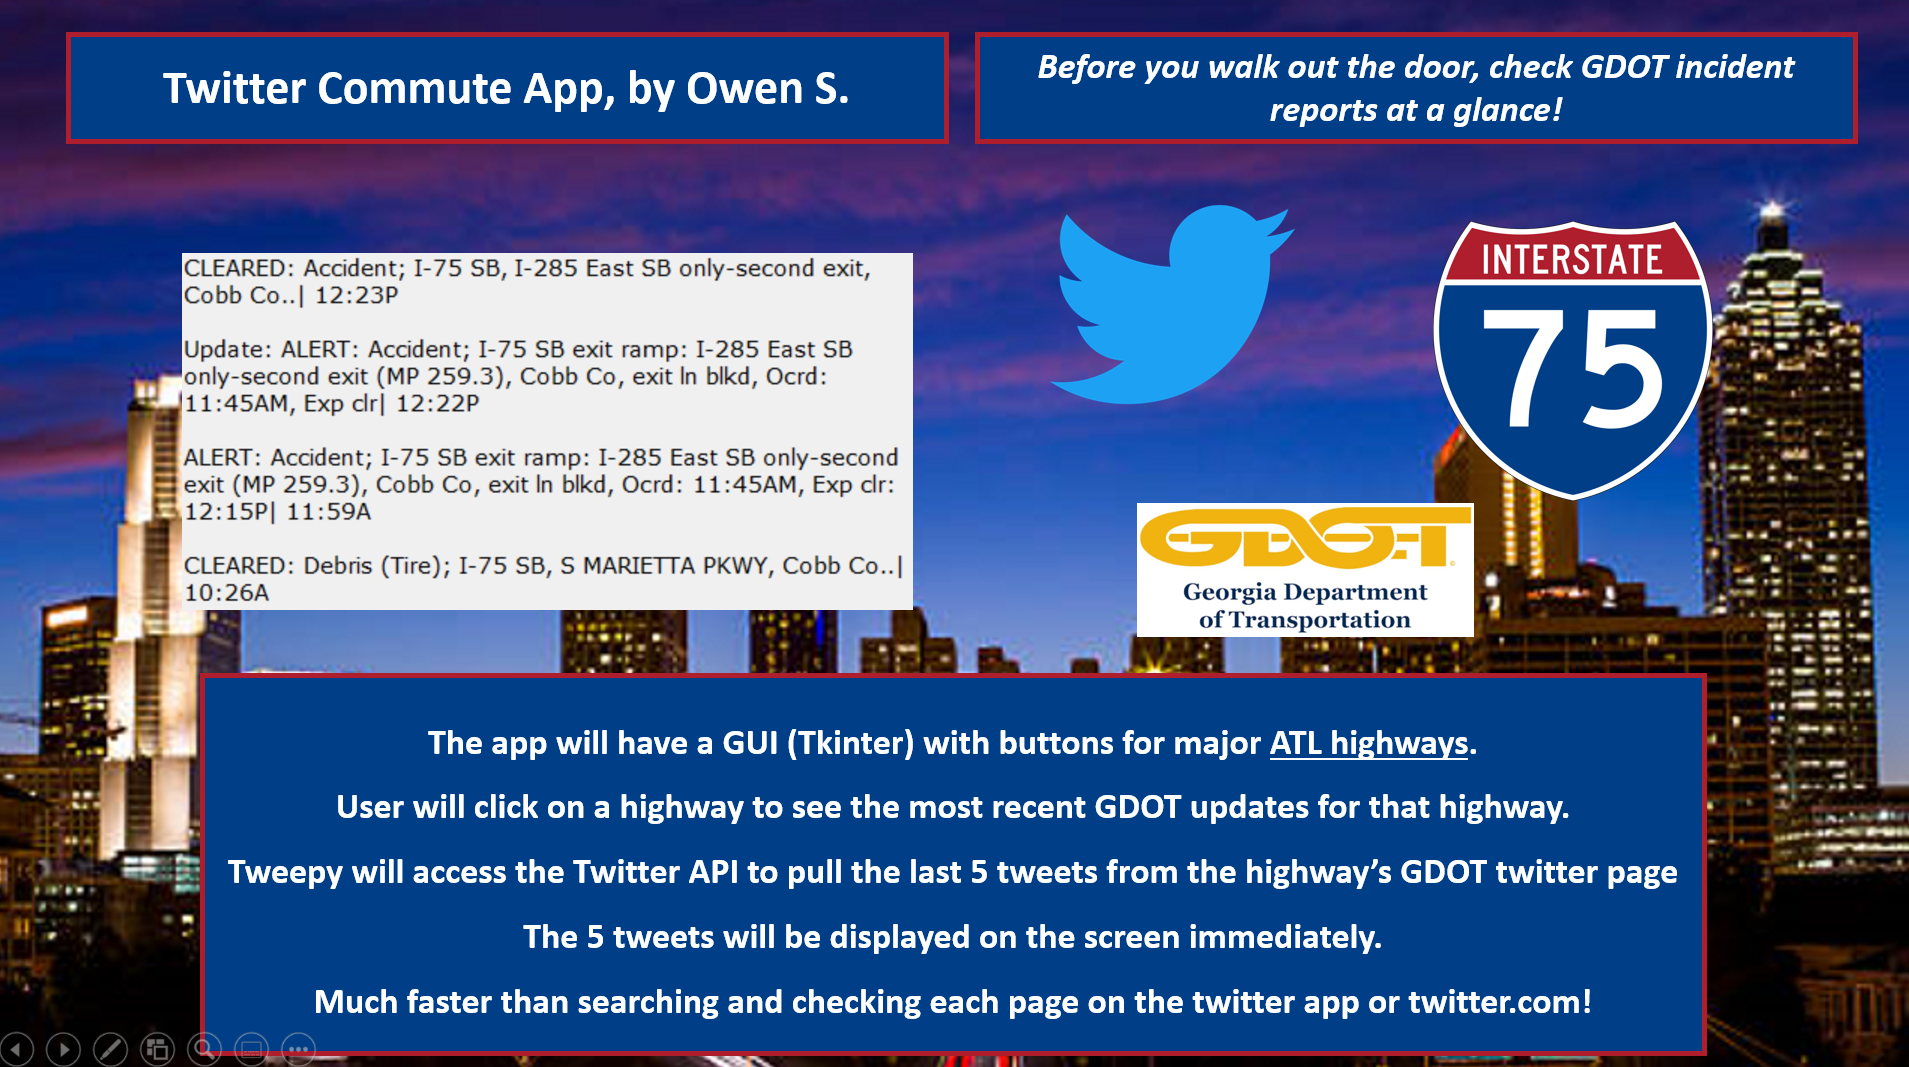 Twitter Commute App, by Owen S.
Before you walk out the door, check GDOT incident
reports at a glance!
CLEARED: Accident; I-75 SB, I-285 East SB only-second exit,
Cobb Co..| 12:23P
Update: ALERT: Accident; I-75 SB exit ramp: I-285 East SB
only-second exit (MP 259.3), Cobb Co, exit ln blkd, Ocrd:
11:45AM, Exp clr| 12:22P
ALERT: Accident; I-75 SB exit ramp: I-285 East SB only-second
exit (MP 259.3), Cobb Co, exit ln blkd, Ocrd: 11:45AM, Exp clr:
12:15P| 11:59A
CLEARED: Debris (Tire); I-75 SB, S MARIETTA PKWY, Cobb Co..|
10:26A
INTERSTATE
75
GDOT
Georgia Department
of Transportation
The app will have a GUI (Tkinter) with buttons for major ATL highways.
User will click on a highway to see the most recent GDOT updates for that highway.
Tweepy will access the Twitter API to pull the last 5 tweets from the highway’s GDOT twitter page
The 5 tweets will be displayed on the screen immediately.
Much faster than searching and checking each page on the twitter app or twitter.com!